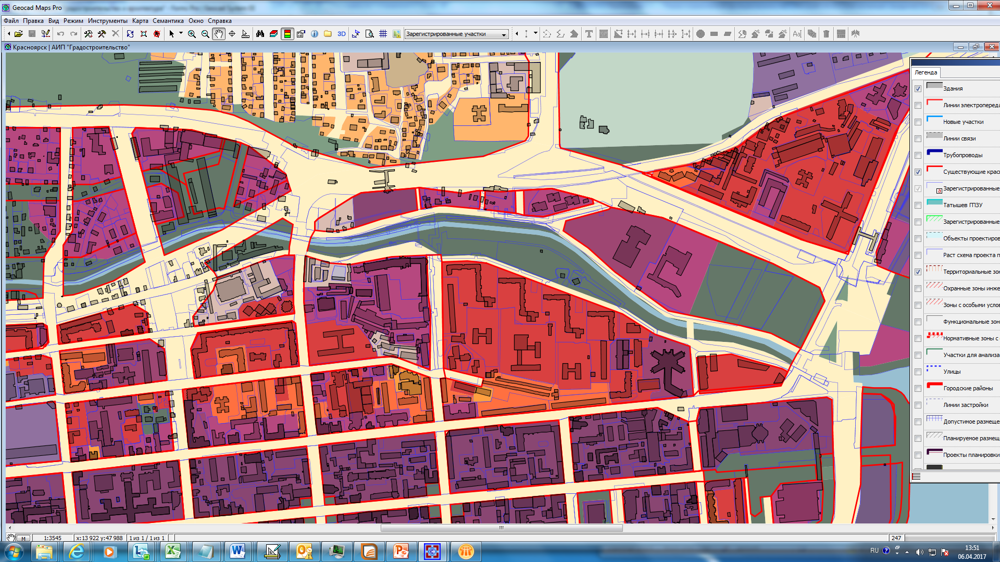 Geocad Maps Pro
Файл Правка Вид Режим Инструменты Карта Семантика Окно Справка
3D
Зарегистрированные участки
T
Aa
Красноярск | АИП "Градостроительство"
Легенда
Здания
Линии электропереда
Новые участки
Линии связи
Трубопроводы
Существующие крас
Зарегистрированные
a
Татышев ГПЗУ
Зарегистрированные
Объекты проектиров
Раст схема проекта п
Территориальные зо
Охранные зоны инже
Зоны с особыми усло
Функциональные зон
Нормативные зоны с
Участки для анализа
Улицы
Городские районы
Линии застройки
Допустимое размеще
Планируемое размещ
Проекты планировки
м
1:3545
x:13 922 y:47 988
1 из 1 / 1 из 1
247
RU
13:51
06.04.2017